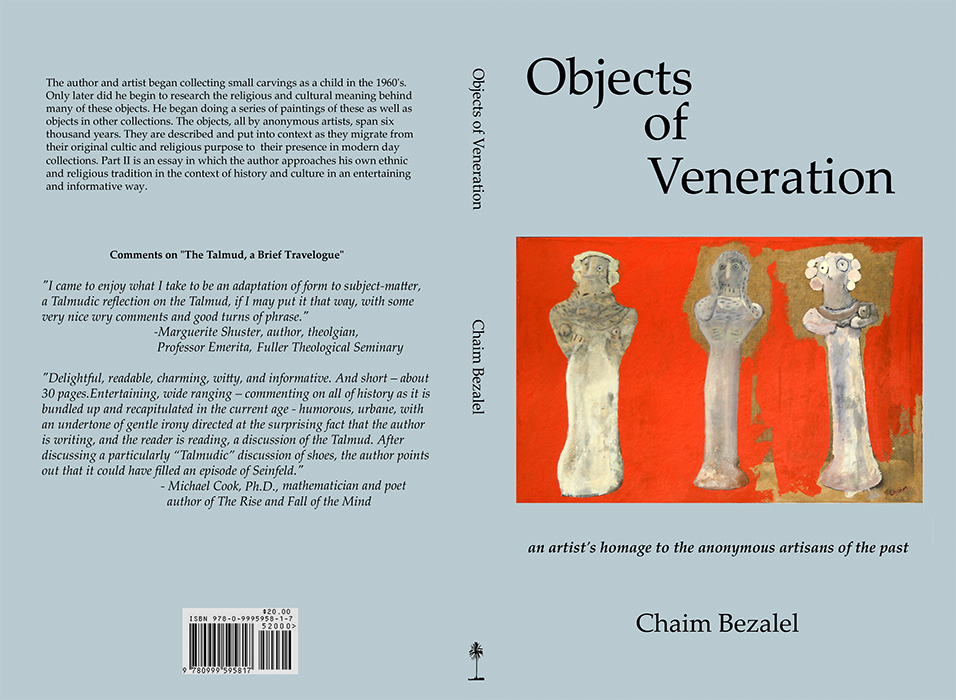 The author and artist began collecting small carvings as a child in the 1960's.
Only later did he begin to research the religious and cultural meaning behind
many of these objects. He began doing a series of paintings of these as well as
objects in other collections. The objects, all by anonymous artists, span six
thousand years. They are described and put into context as they migrate from
their original cultic and religious purpose to their presence in modern day
collections. Part II is an essay in which the author approaches his own ethnic
and religious tradition in the context of history and culture in an entertaining
and informative way.
Comments on "The Talmud, a Brief Travelogue"
"I came to enjoy what I take to be an adaptation of form to subject-matter,
a Talmudic reflection on the Talmud, if I may put it that way, with some
very nice wry comments and good turns of phrase."
-Marguerite Shuster, author, theolgian,
Professor Emerita, Fuller Theological Seminary
"Delightful, readable, charming, witty, and informative. And short – about
30 pages.Entertaining, wide ranging – commenting on all of history as it is
bundled up and recapitulated in the current age - humorous, urbane, with
an undertone of gentle irony directed at the surprising fact that the author
is writing, and the reader is reading, a discussion of the Talmud. After
discussing a particularly “Talmudic” discussion of shoes, the author points
out that it could have filled an episode of Seinfeld."
- Michael Cook, Ph.D., mathematician and poet
author of The Rise and Fall of the Mind
$20.00
ISBN 978-0-9995958-1-7
52000>
9 780999 595817
Objects of Veneration
Chaim Bezalel
Objects
of
Veneration
an artist's homage to the anonymous artisans of the past
Chaim Bezalel